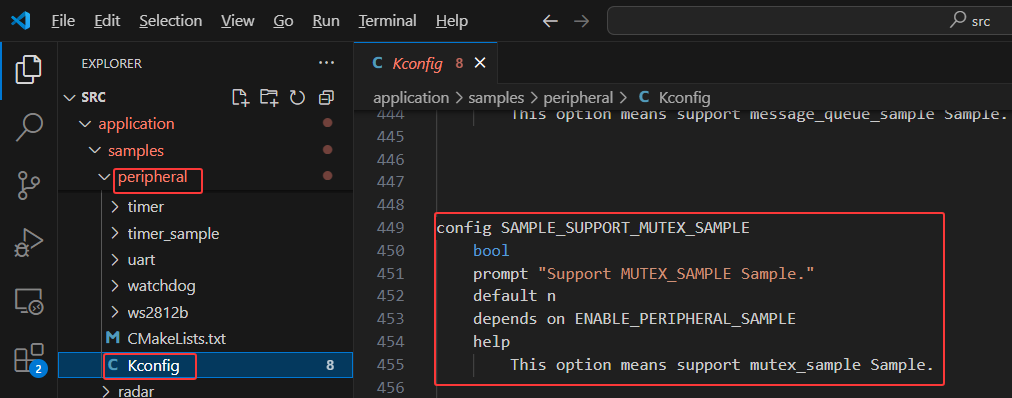 File Edit Selection View Go Run Terminal Help
src
EXPLORER
SRC
application
samples
peripheral
timer
timer_sample
uart
watchdog
ws2812b
CMakeLists.txt
Kconfig 8
radar
2
Kconfig 8
application > samples > peripheral > Kconfig
444 This option means support message_queue_sample Sample.
445
446
447
448
449 config SAMPLE_SUPPORT_MUTEX_SAMPLE
450 bool
451 prompt "Support MUTEX_SAMPLE Sample."
452 default n
453 depends on ENABLE_PERIPHERAL_SAMPLE
454 help
455 This option means support mutex_sample Sample.
456